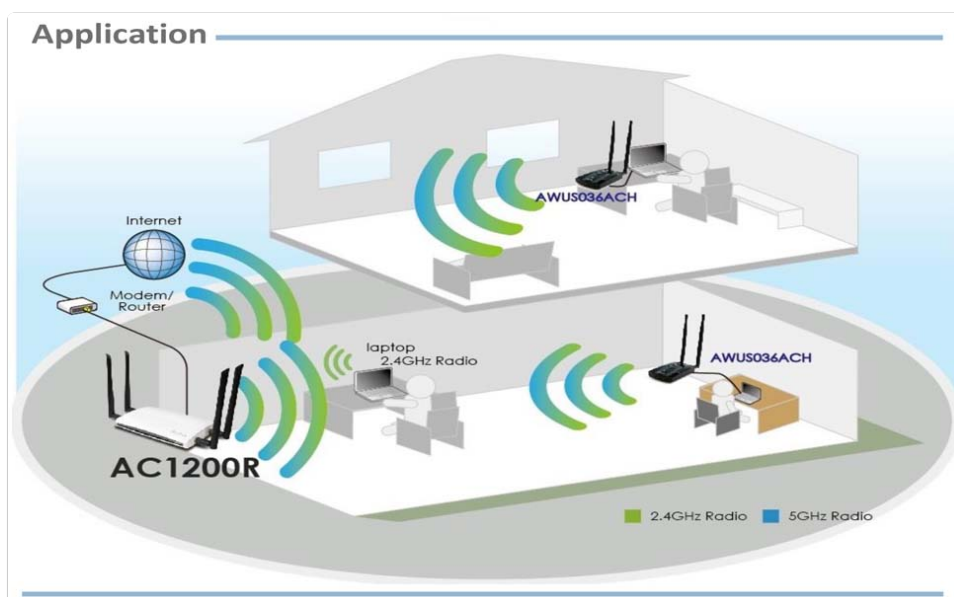 Application
AWUS036ACH
Internet
Modem/
Router
laptop
2.4GHz Radio
AWUS036ACH
AC1200R
2.4GHz Radio
5GHz Radio